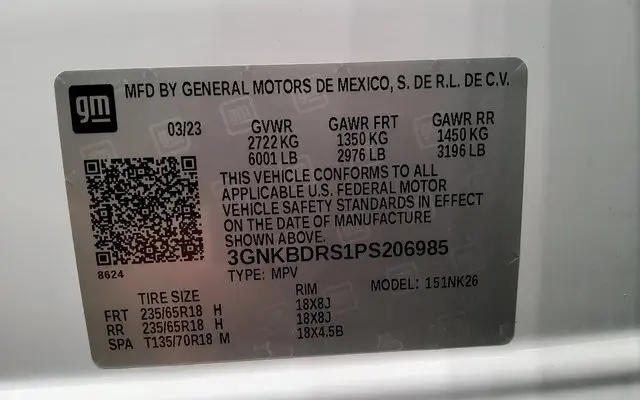 gm
MFD BY GENERAL MOTORS DE MEXICO, S. DE R.L. DE C.V.
03/23 GVWR GAWR FRT GAWR RR
2722 KG 1350 KG 1450 KG
6001 LB 2976 LB 3196 LB
THIS VEHICLE CONFORMS TO ALL
APPLICABLE U.S. FEDERAL MOTOR
VEHICLE SAFETY STANDARDS IN EFFECT
ON THE DATE OF MANUFACTURE
SHOWN ABOVE.
3GNKBDRS1PS206985
8624
TYPE: MPV MODEL: 151NK26
TIRE SIZE RIM
FRT 235/65R18 H 18X8J
RR 235/65R18 H 18X8J
SPA T135/70R18 M 18X4.5B